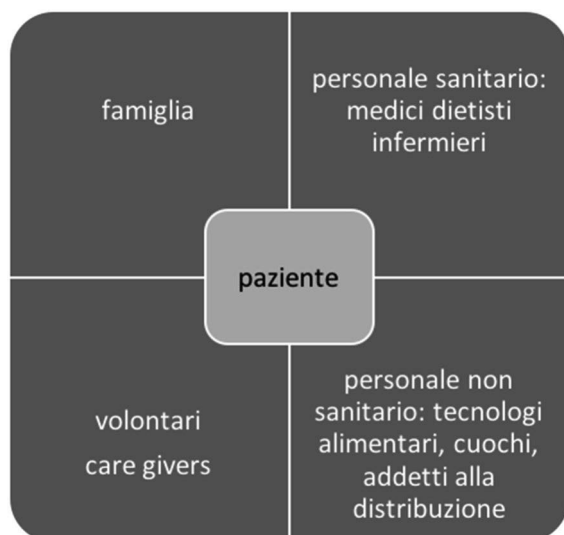 famiglia
personale sanitario:
medici dietisti
infermieri
paziente
volontari
care givers
personale non
sanitario: tecnologi
alimentari, cuochi,
addetti alla
distribuzione